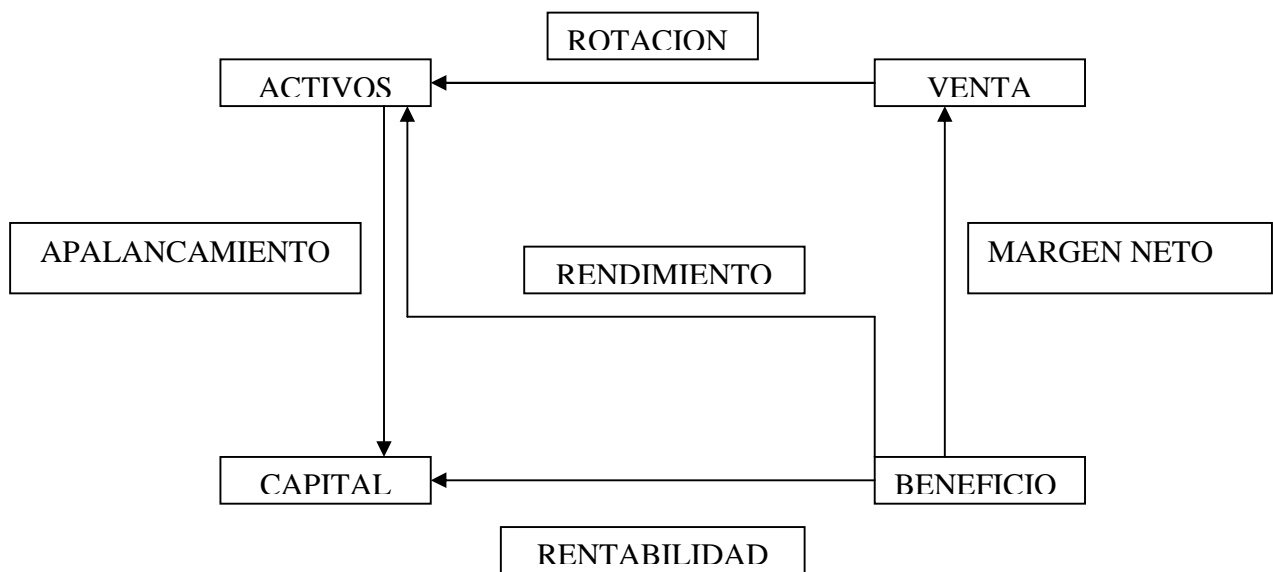 ROTACION
ACTIVOS
VENTA
APALANCAMIENTO
RENDIMIENTO
MARGEN NETO
CAPITAL
BENEFICIO
RENTABILIDAD